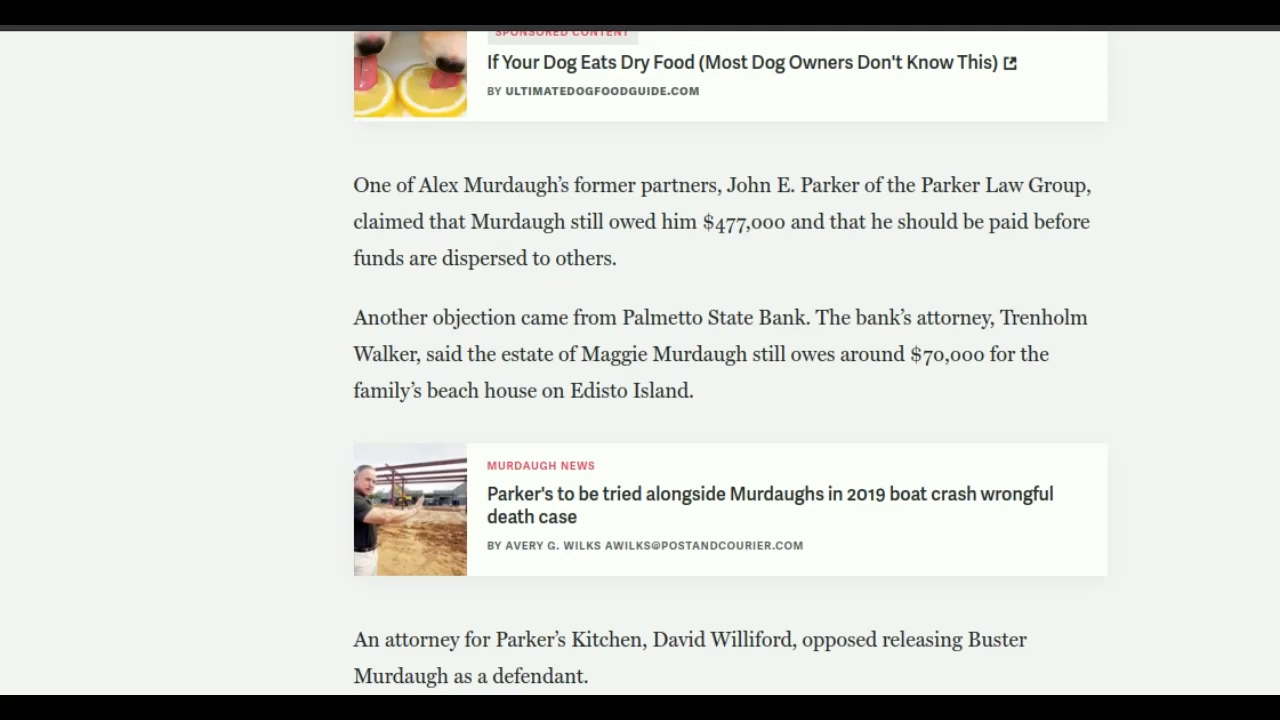 SPONSORED CONTENT
If Your Dog Eats Dry Food (Most Dog Owners Don't Know This)
BY ULTIMATEDOGFOODGUIDE.COM
One of Alex Murdaugh’s former partners, John E. Parker of the Parker Law Group,
claimed that Murdaugh still owed him $477,000 and that he should be paid before
funds are dispersed to others.
Another objection came from Palmetto State Bank. The bank’s attorney, Trenholm
Walker, said the estate of Maggie Murdaugh still owes around $70,000 for the
family’s beach house on Edisto Island.
MURDAUGH NEWS
Parker's to be tried alongside Murdaughs in 2019 boat crash wrongful
death case
BY AVERY G. WILKS AWILKS@POSTANDCOURIER.COM
An attorney for Parker’s Kitchen, David Williford, opposed releasing Buster
Murdaugh as a defendant.